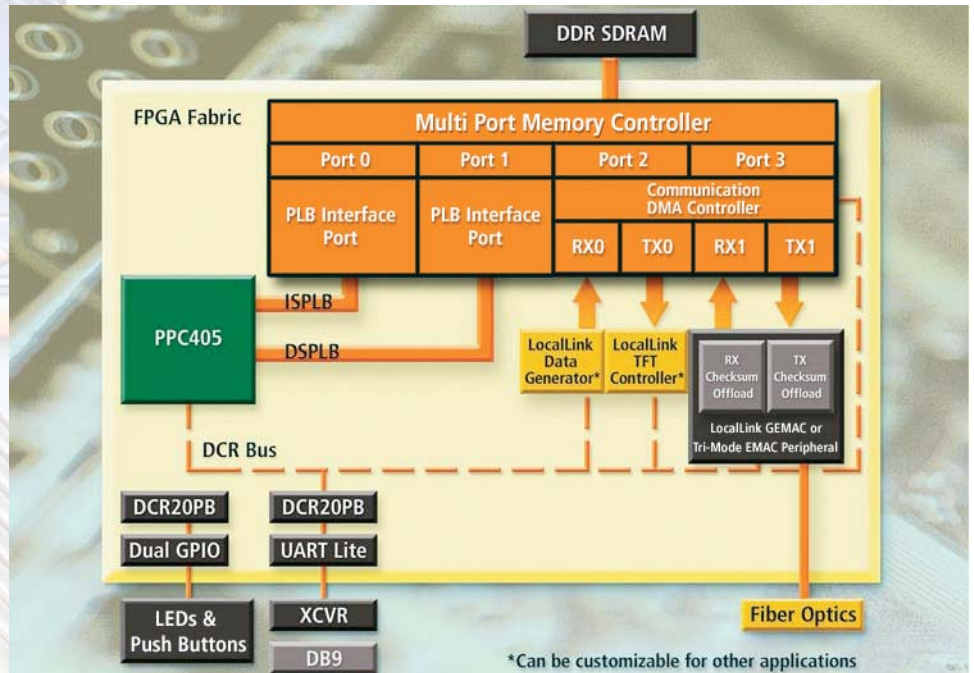 DDR SDRAM
FPGA Fabric
Multi Port Memory Controller
Port 0
Port 1
Port 2
Port 3
PLB Interface
Port
PLB Interface
Port
Communication
DMA Controller
RX0
TX0
RX1
TX1
ISPLB
PPC405
DSPLB
LocalLink
Data
Generator*
LocalLink
TFT
Controller*
RX
Checksum
Offload
TX
Checksum
Offload
LocalLink GEMAC or
Tri-Mode EMAC Peripheral
DCR Bus
DCR20PB
DCR20PB
Dual GPIO
UART Lite
LEDs &
Push Buttons
XCVR
DB9
Fiber Optics
*Can be customizable for other applications